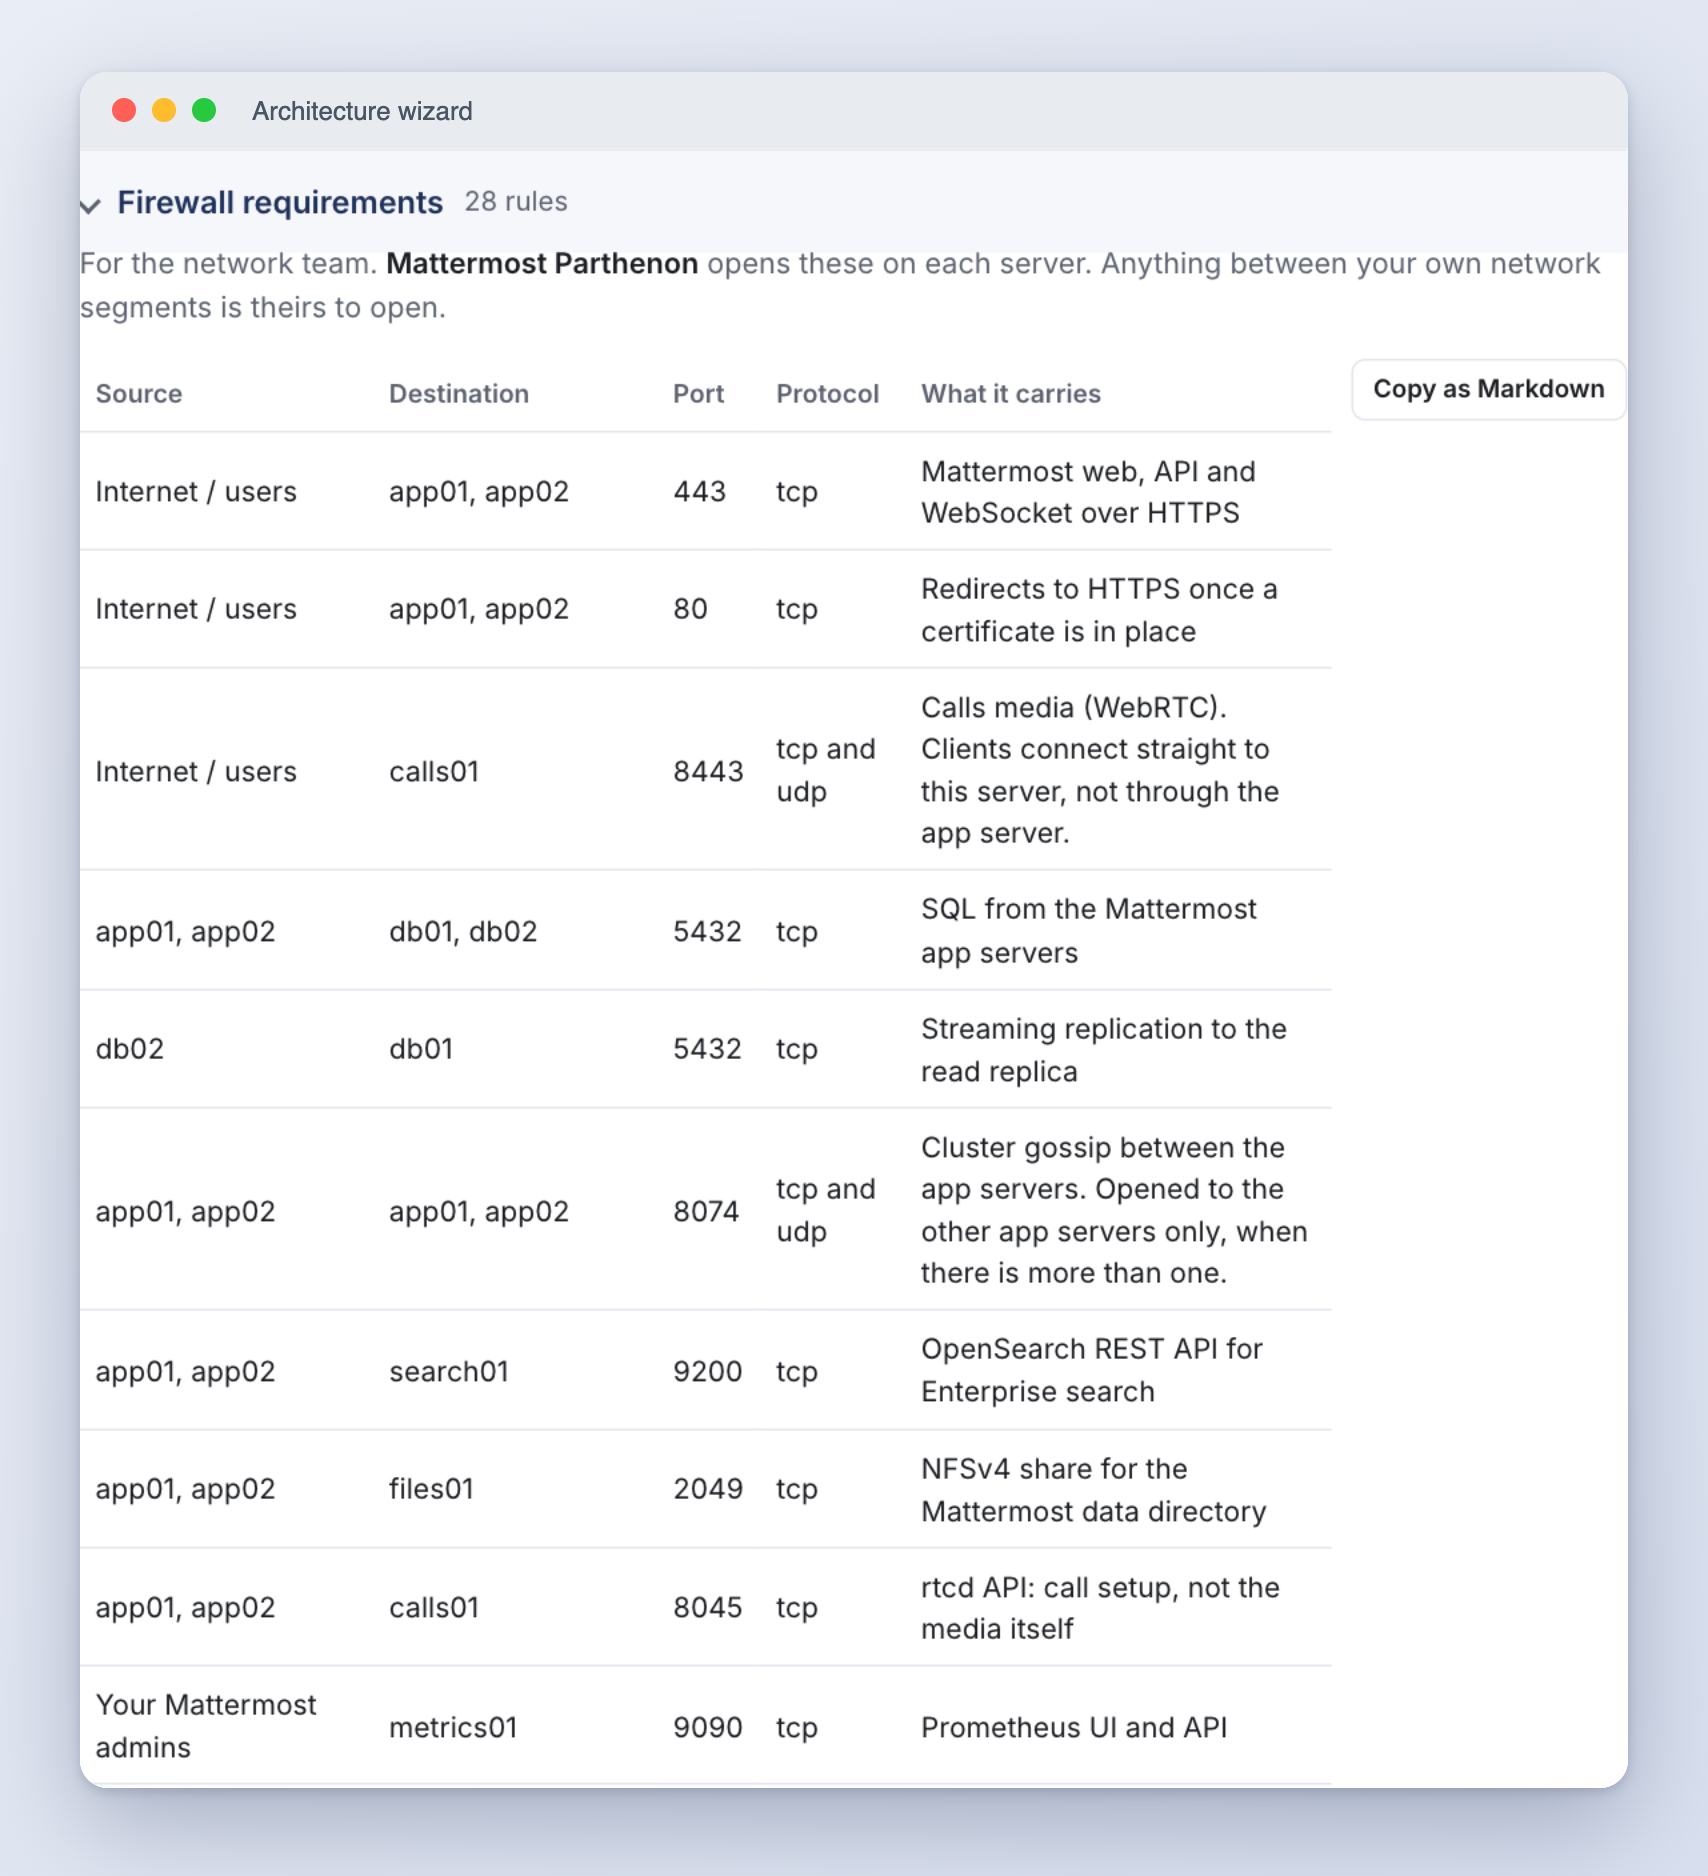 Architecture wizard
Firewall requirements 28 rules
For the network team. Mattermost Parthenon opens these on each server. Anything between your own network
segments is theirs to open.
Source Destination Port Protocol What it carries
Copy as Markdown
Internet / users app01, app02 443 tcp Mattermost web, API and
WebSocket over HTTPS
Internet / users app01, app02 80 tcp Redirects to HTTPS once a
certificate is in place
Internet / users calls01 8443 tcp and
udp
Calls media (WebRTC).
Clients connect straight to
this server, not through the
app server.
app01, app02 db01, db02 5432 tcp SQL from the Mattermost
app servers
db02 db01 5432 tcp Streaming replication to the
read replica
app01, app02 app01, app02 8074 tcp and
udp
Cluster gossip between the
app servers. Opened to the
other app servers only, when
there is more than one.
app01, app02 search01 9200 tcp OpenSearch REST API for
Enterprise search
app01, app02 files01 2049 tcp NFSv4 share for the
Mattermost data directory
app01, app02 calls01 8045 tcp rtcd API: call setup, not the
media itself
Your Mattermost
admins
metrics01 9090 tcp Prometheus UI and API